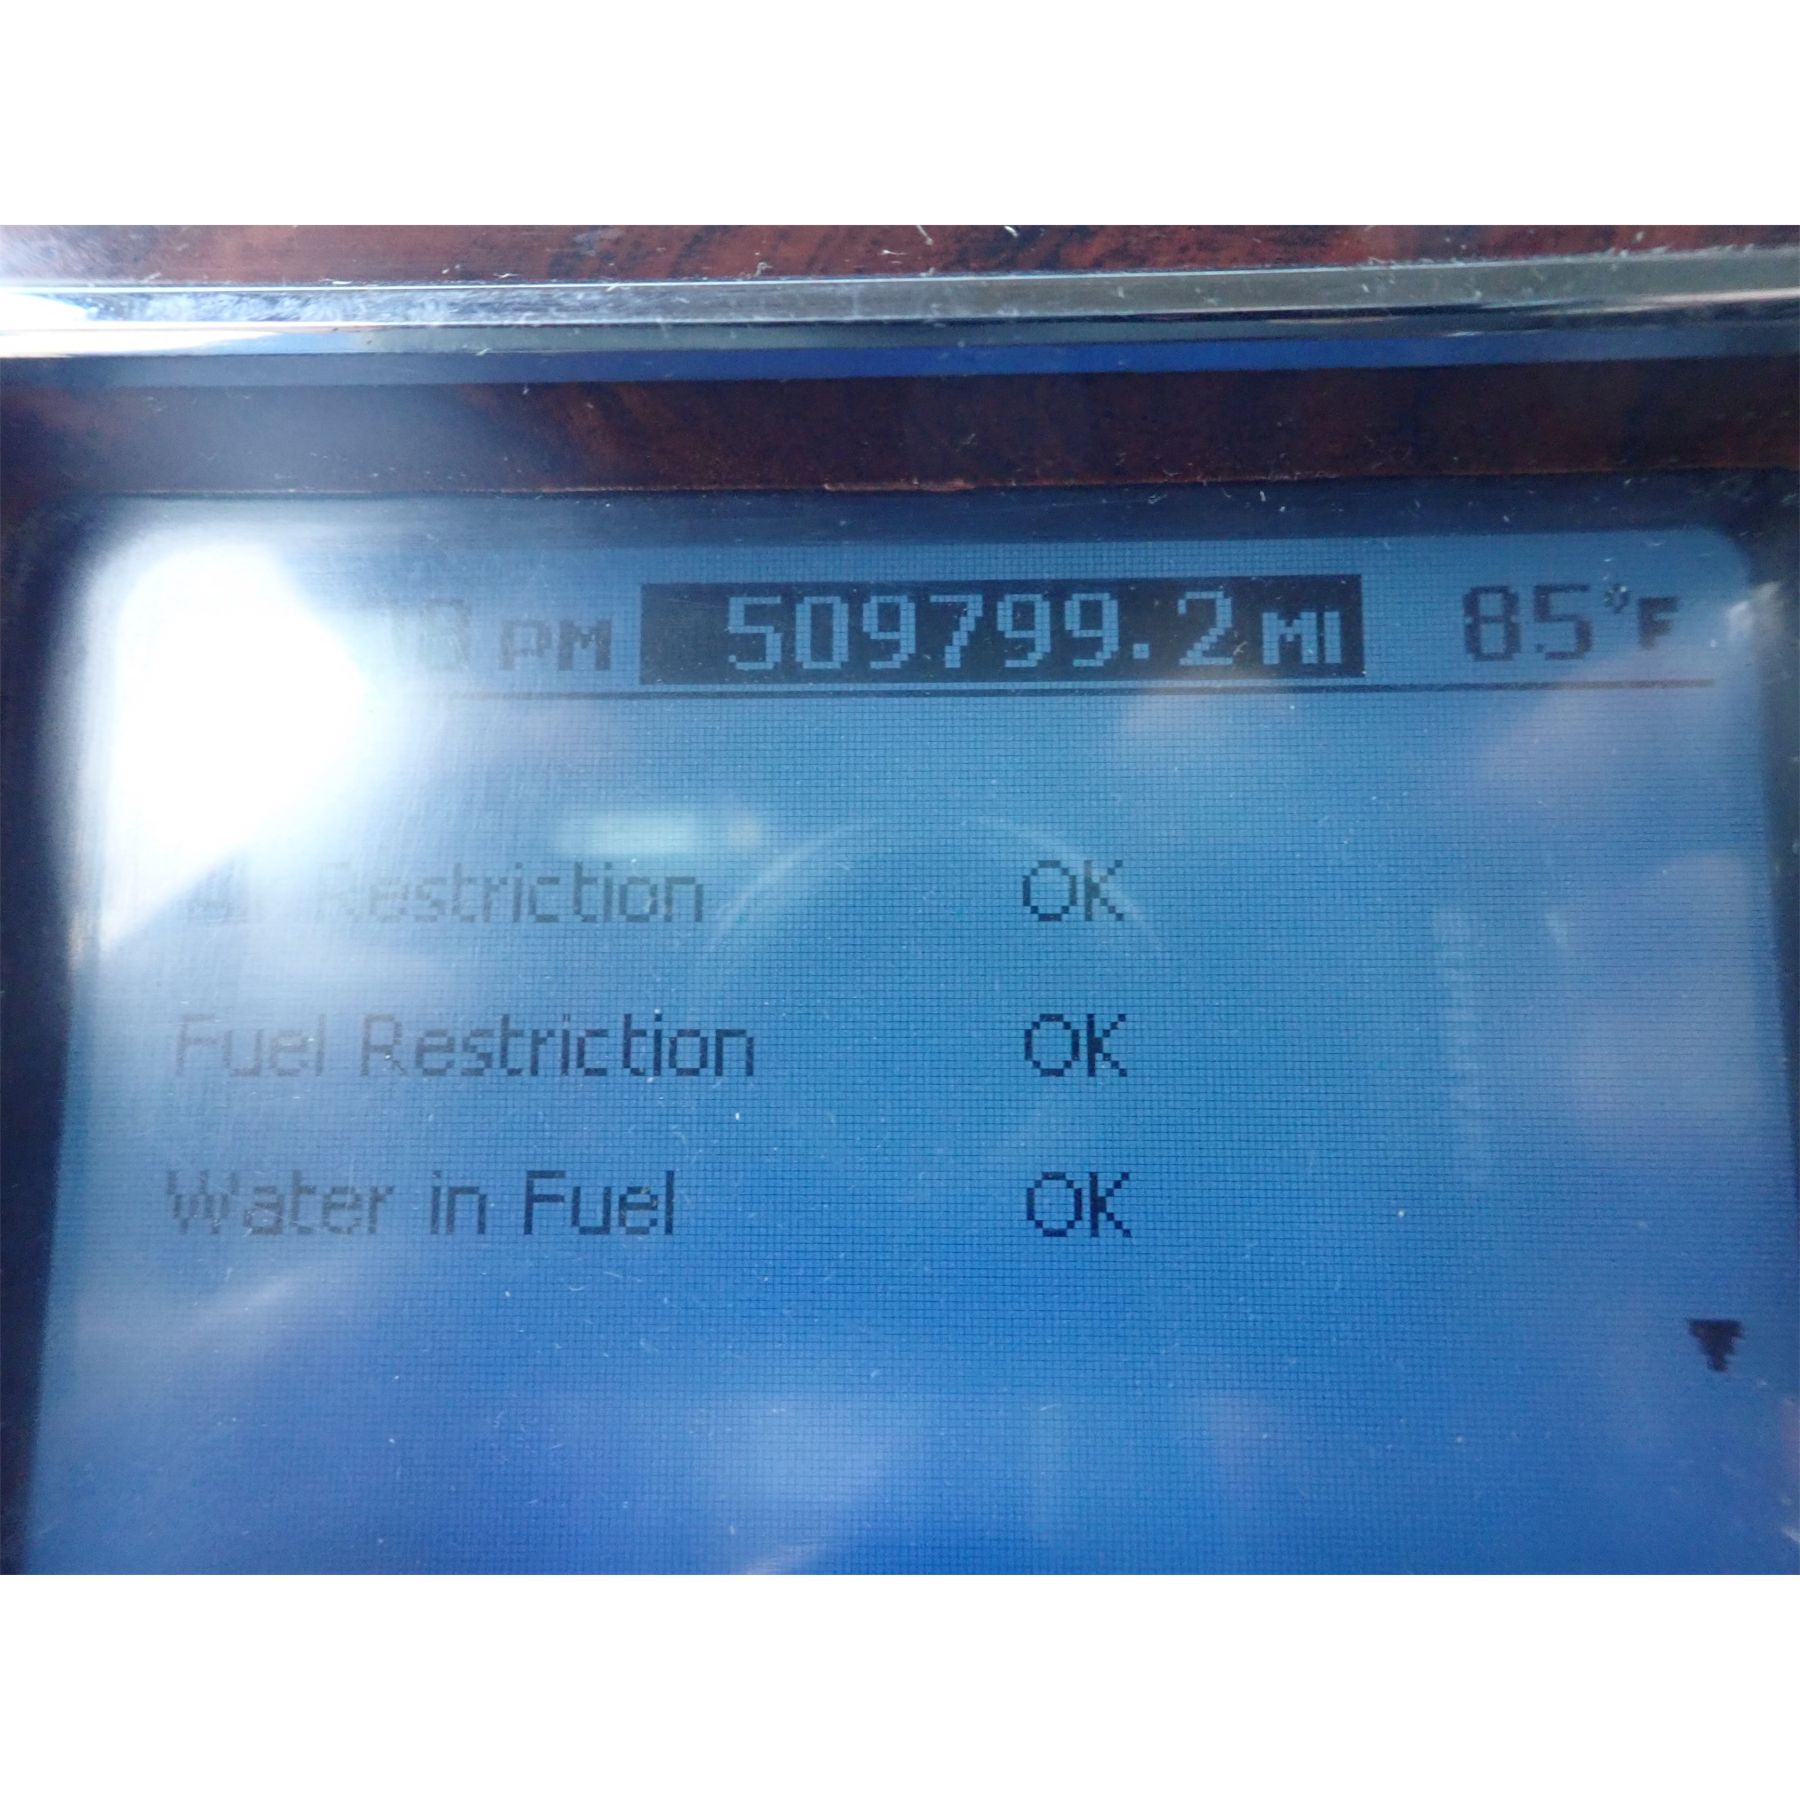 PM 509799.2 MI 85°F
Restriction OK
Fuel Restriction OK
Water in Fuel OK